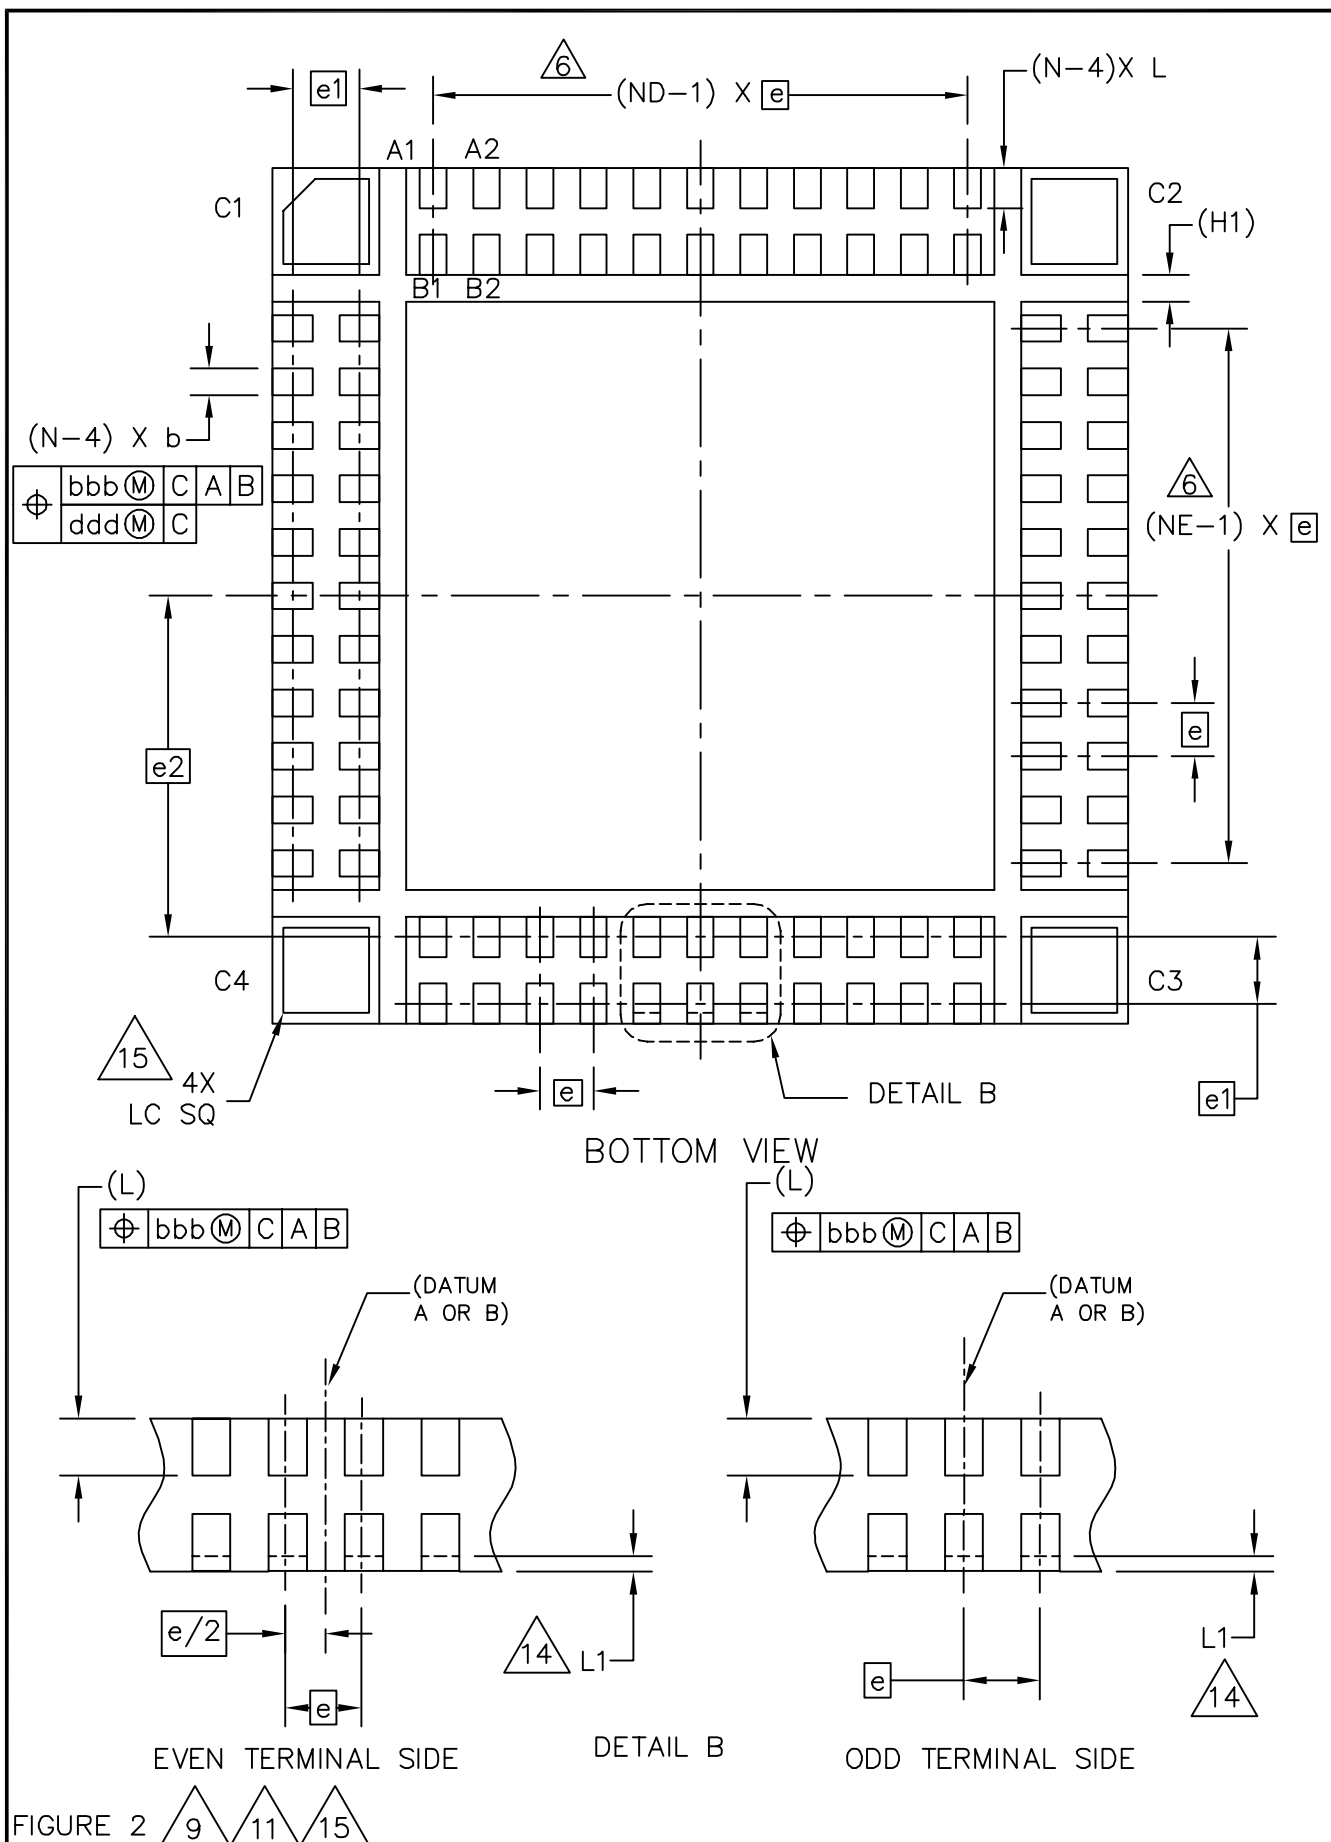 6
e1
(ND-1) X e
(N-4)X L
A1
A2
C1
C2
(H1)
B1
B2
(N-4) X b
bbb Ⓜ C A B
ddd Ⓜ C
6
(NE-1) X e
e2
e
C4
C3
15
4X
LC SQ
e
DETAIL B
e1
BOTTOM VIEW
(L)
bbb Ⓜ C A B
(DATUM
A OR B)
(L)
bbb Ⓜ C A B
(DATUM
A OR B)
e/2
14
L1
e
L1
14
e
EVEN TERMINAL SIDE
DETAIL B
ODD TERMINAL SIDE
FIGURE 2
9
11
15